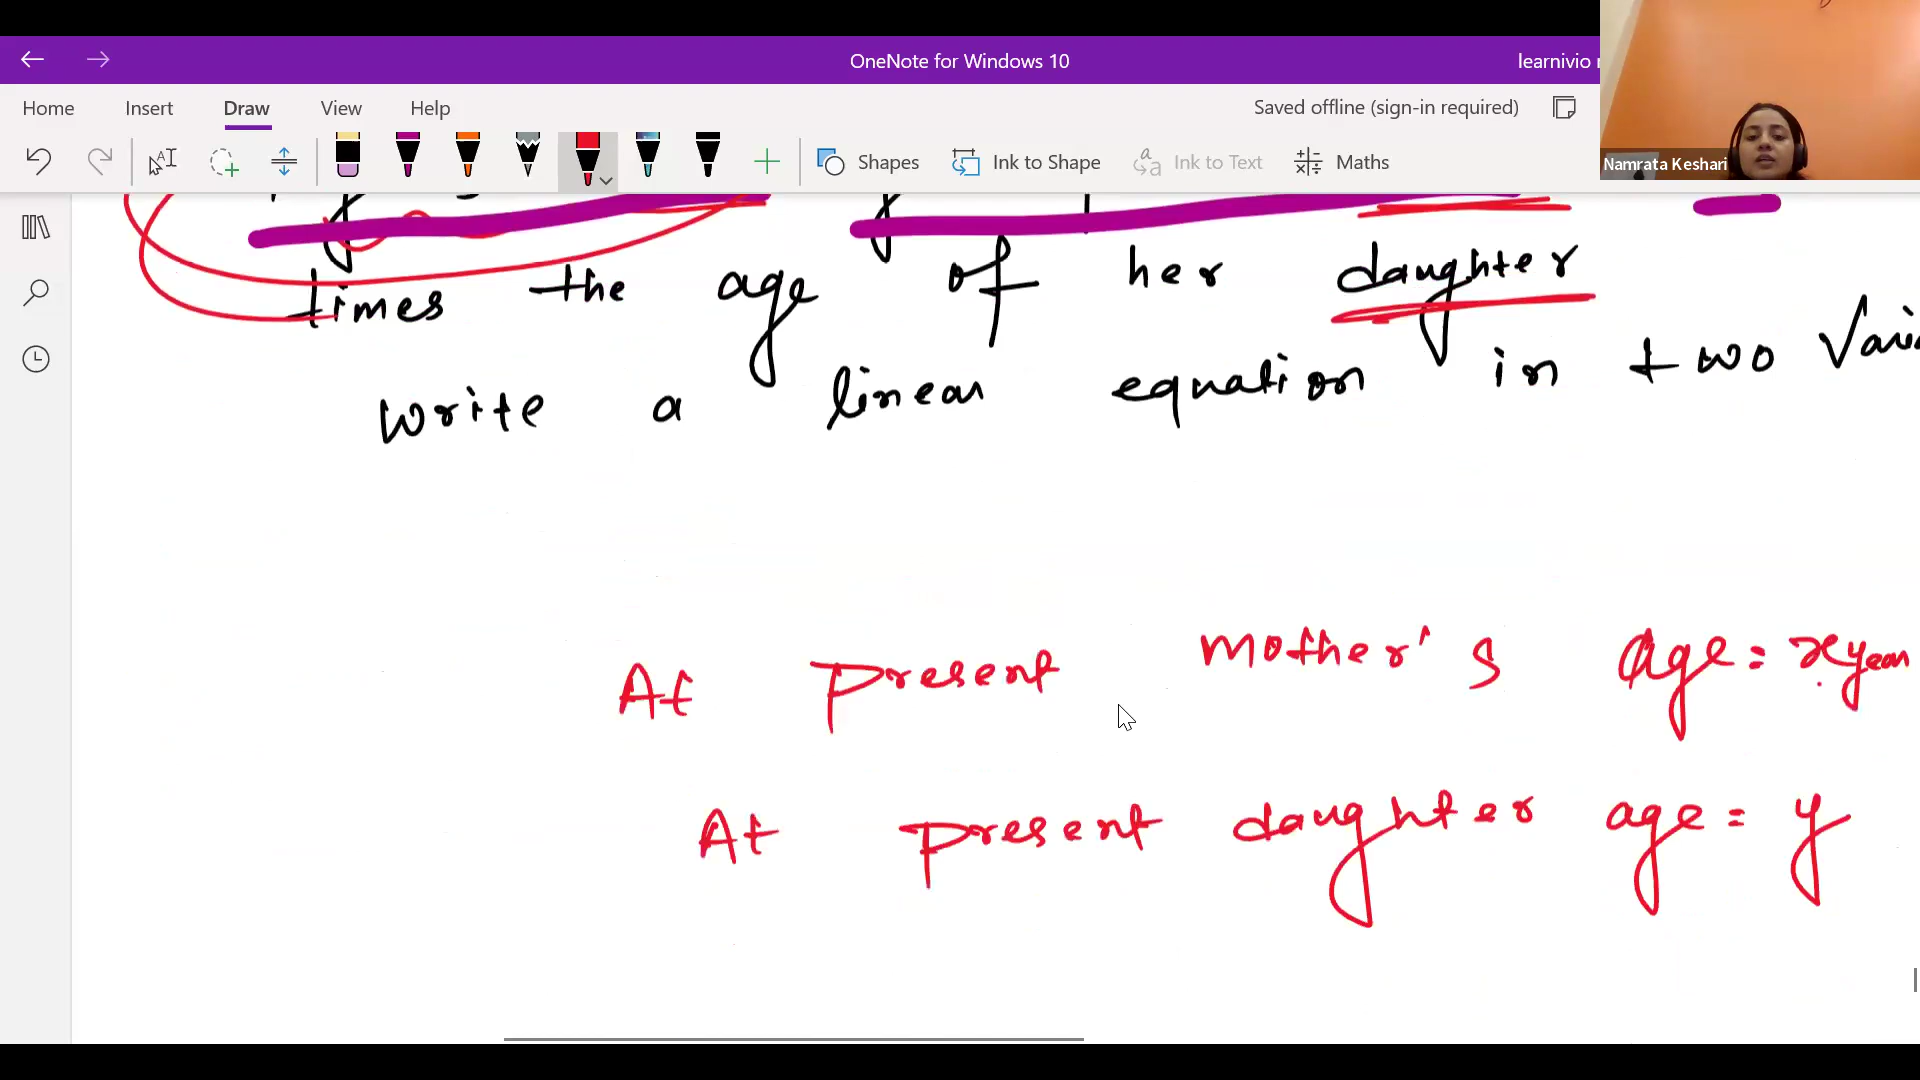 OneNote for Windows 10
learnivio
Home Insert Draw View Help
Saved offline (sign-in required)
Shapes Ink to Shape Ink to Text Maths
Namrata Keshari
times the age of her daughter
write a linear equation in two
At present mother's age = x year
At present daughter age = y